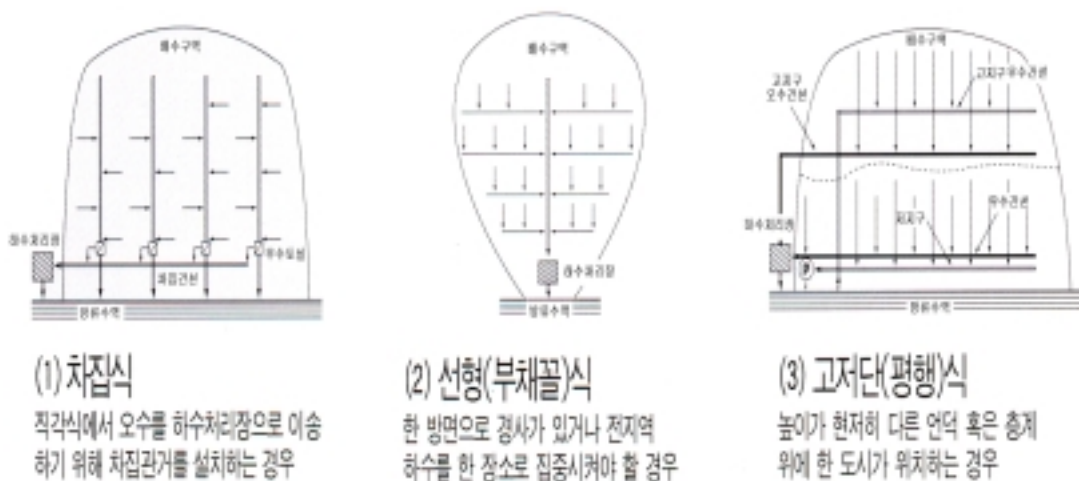 배수구역
하수처리장
우수토실
차집간선
방류수역
(1) 차집식
직각식에서 오수를 하수처리장으로 이송
하기 위해 차집관거를 설치하는 경우
배수구역
하수처리장
방류수역
(2) 선형(부채꼴)식
한 방면으로 경사가 있거나 전지역
하수를 한 장소로 집중시켜야 할 경우
배수구역
고지구
오수간선
고지구우수간선
하수처리장
저지구
우수간선
P
방류수역
(3) 고저단(평행)식
높이가 현저히 다른 언덕 혹은 층계
위에 한 도시가 위치하는 경우